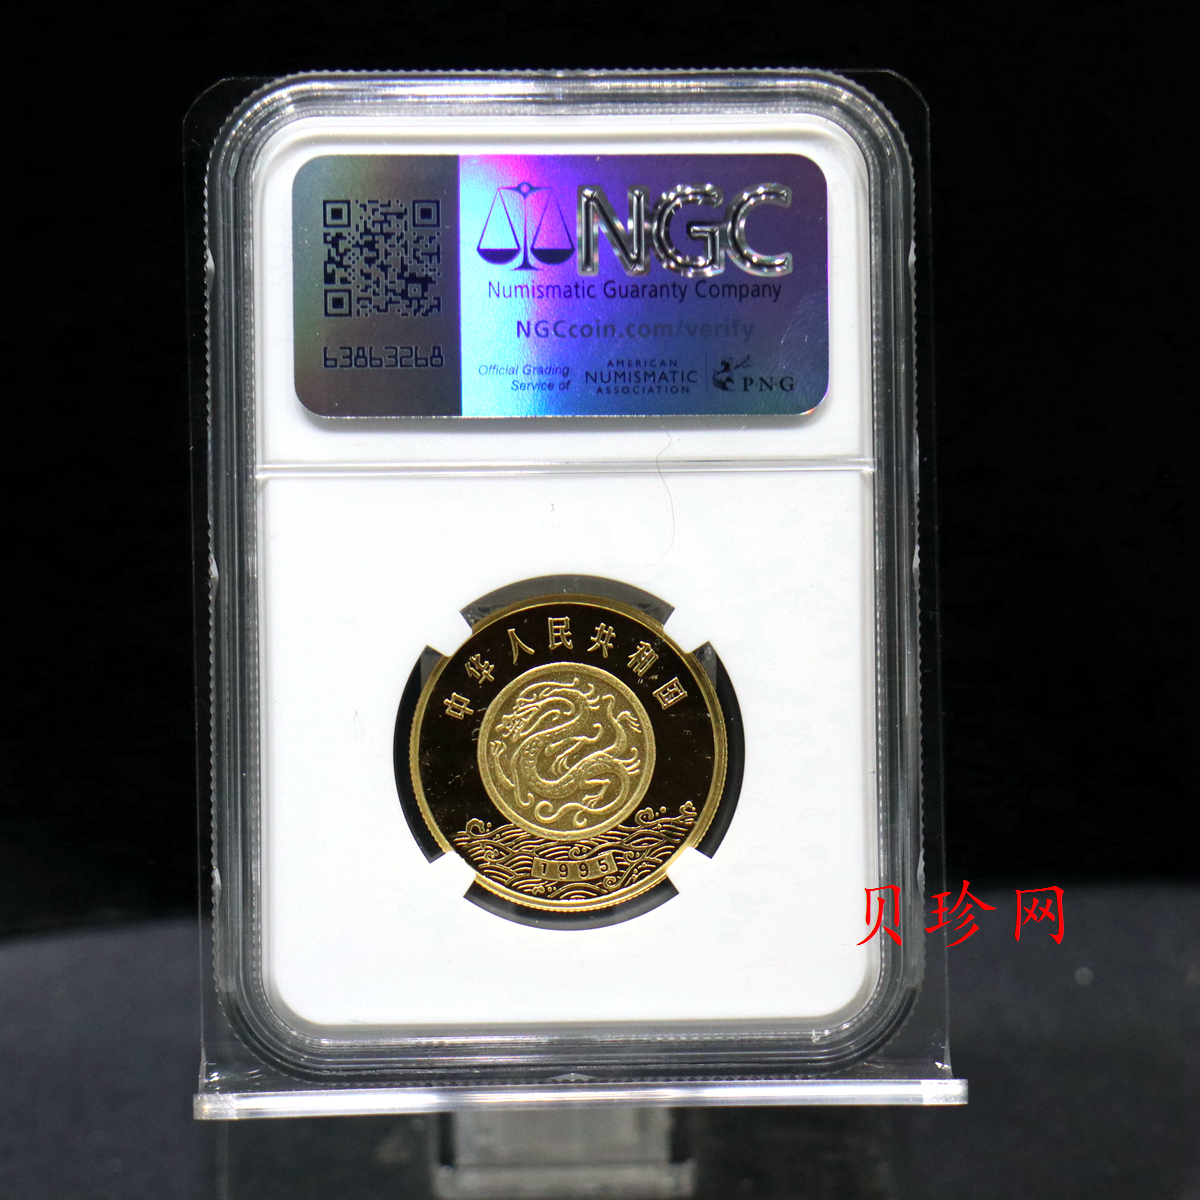 NGC
Numismatic Guaranty Company
NGCcoin.com/verify
63863268
Official Grading
Service of
AMERICAN
NUMISMATIC
ASSOCIATION
P·N·G
中华人民共和国
1995
贝珍网